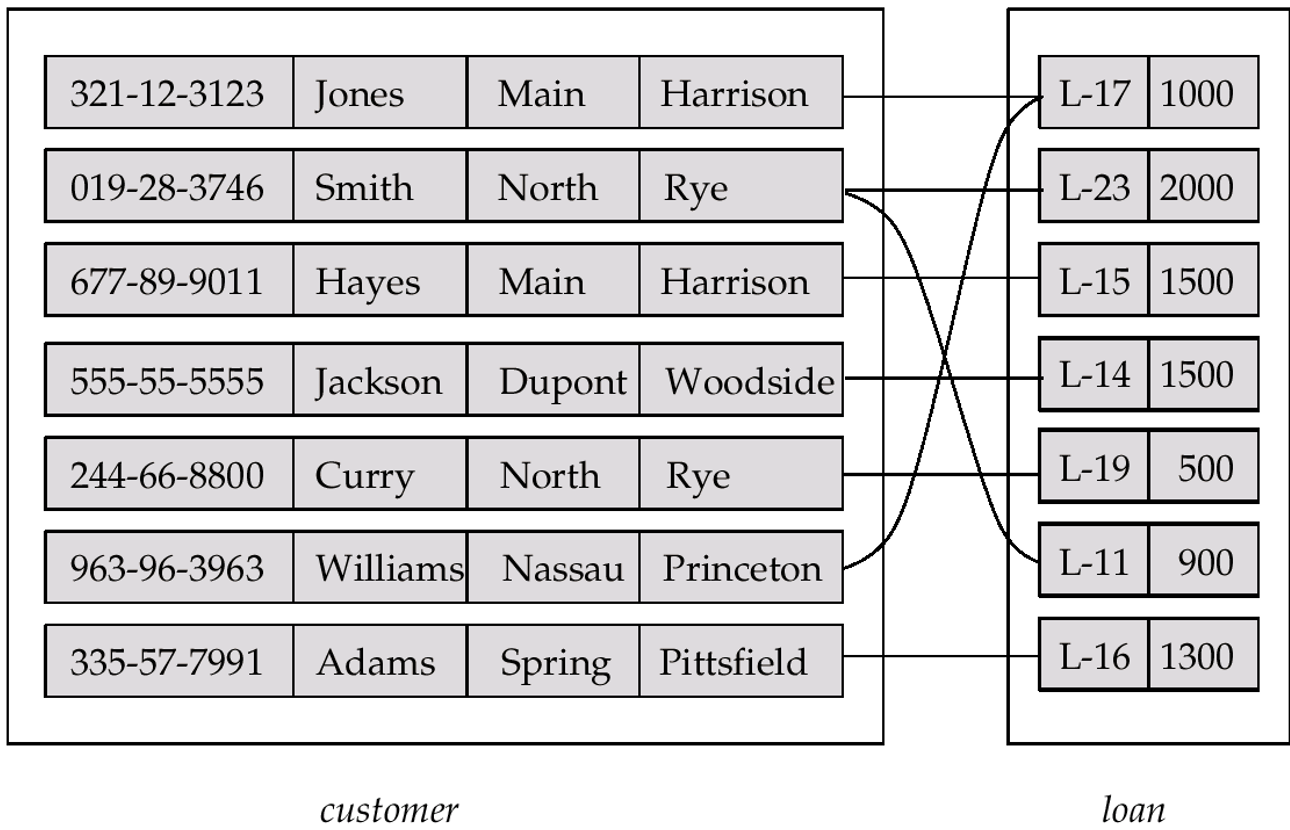 321-12-3123 Jones Main Harrison L-17 1000
019-28-3746 Smith North Rye L-23 2000
677-89-9011 Hayes Main Harrison L-15 1500
555-55-5555 Jackson Dupont Woodside L-14 1500
244-66-8800 Curry North Rye L-19 500
963-96-3963 Williams Nassau Princeton L-11 900
335-57-7991 Adams Spring Pittsfield L-16 1300
customer loan